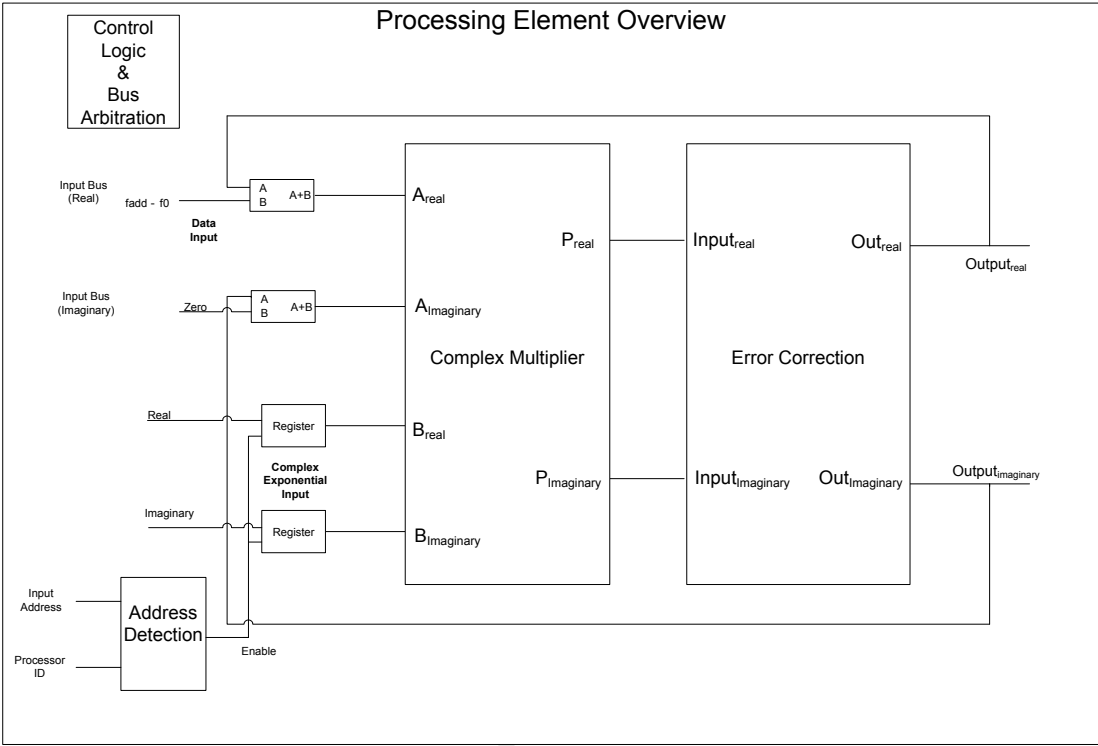 Processing Element Overview
Control
Logic
&
Bus
Arbitration
Input Bus
(Real)
fadd - f0
Data
Input
A
B
A+B
Areal
Preal
Inputreal
Outreal
Outputreal
Input Bus
(Imaginary)
Zero
A
B
A+B
AImaginary
Complex Multiplier
Error Correction
Real
Register
Breal
Complex
Exponential
Input
PImaginary
InputImaginary
OutImaginary
Outputimaginary
Imaginary
Register
BImaginary
Input
Address
Address
Detection
Enable
Processor
ID